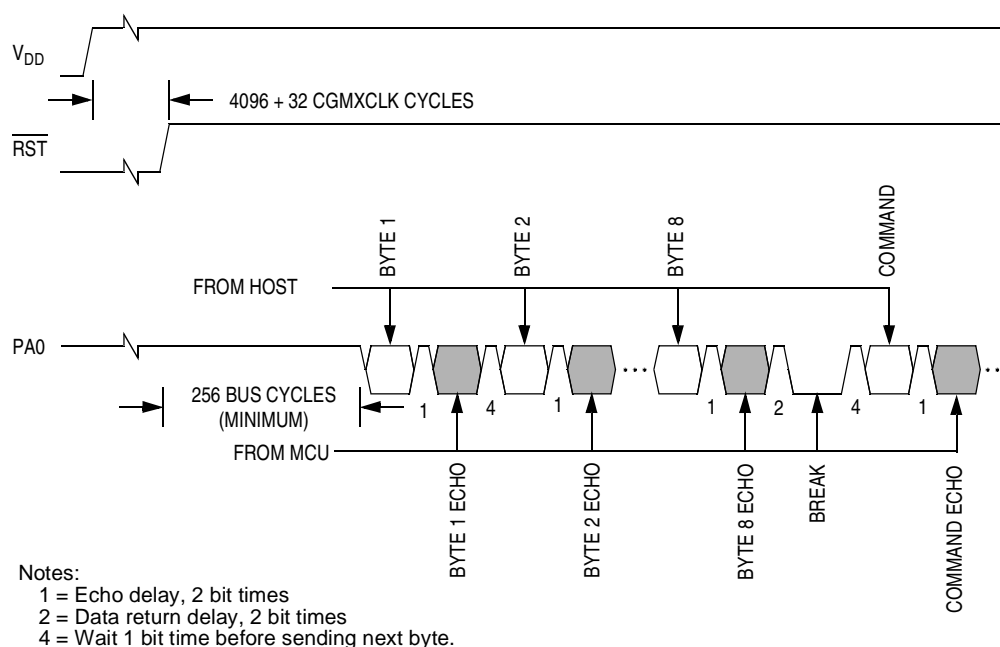 VDD
4096 + 32 CGMXCLK CYCLES
RST
BYTE 1
BYTE 2
BYTE 8
COMMAND
FROM HOST
PA0
256 BUS CYCLES
(MINIMUM)
1
4
1
1
2
4
1
FROM MCU
BYTE 1 ECHO
BYTE 2 ECHO
BYTE 8 ECHO
BREAK
COMMAND ECHO
Notes:
1 = Echo delay, 2 bit times
2 = Data return delay, 2 bit times
4 = Wait 1 bit time before sending next byte.